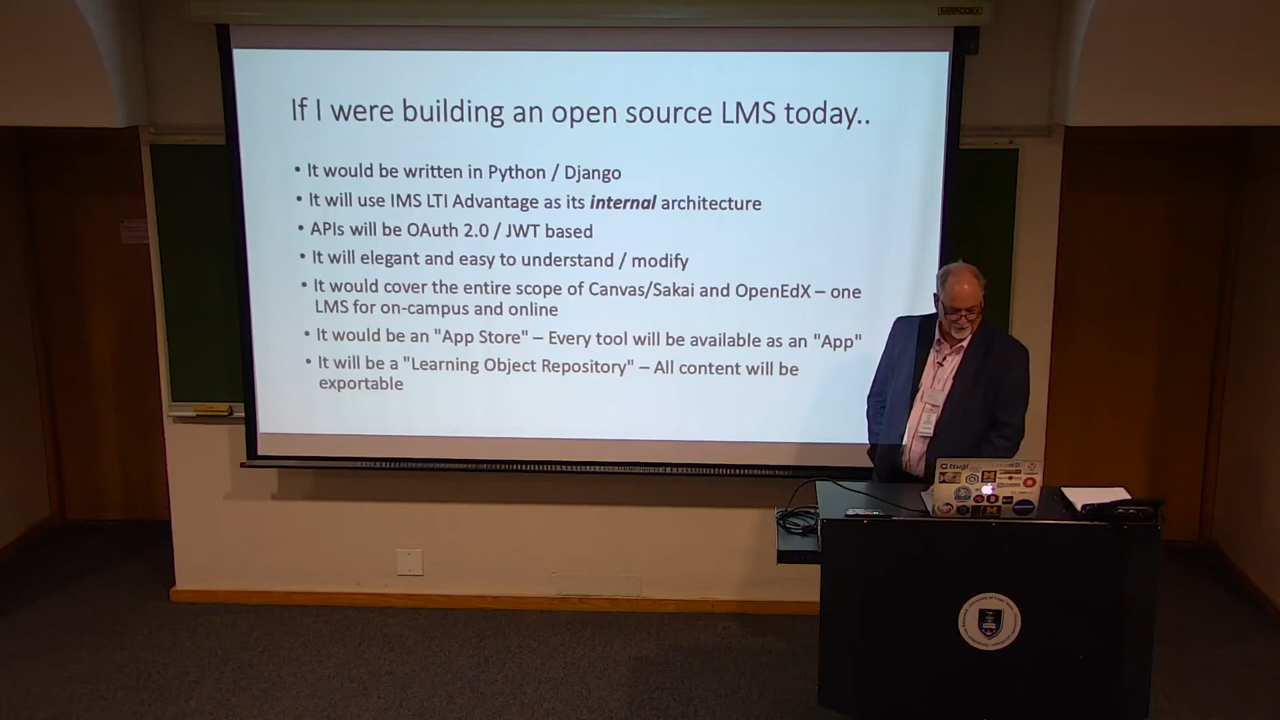 If I were building an open source LMS today..
• It would be written in Python / Django
• It will use IMS LTI Advantage as its internal architecture
• APIs will be OAuth 2.0 / JWT based
• It will elegant and easy to understand / modify
• It would cover the entire scope of Canvas/Sakai and OpenEdX – one
LMS for on-campus and online
• It would be an "App Store" – Every tool will be available as an "App"
• It will be a "Learning Object Repository" – All content will be
exportable
tsugi